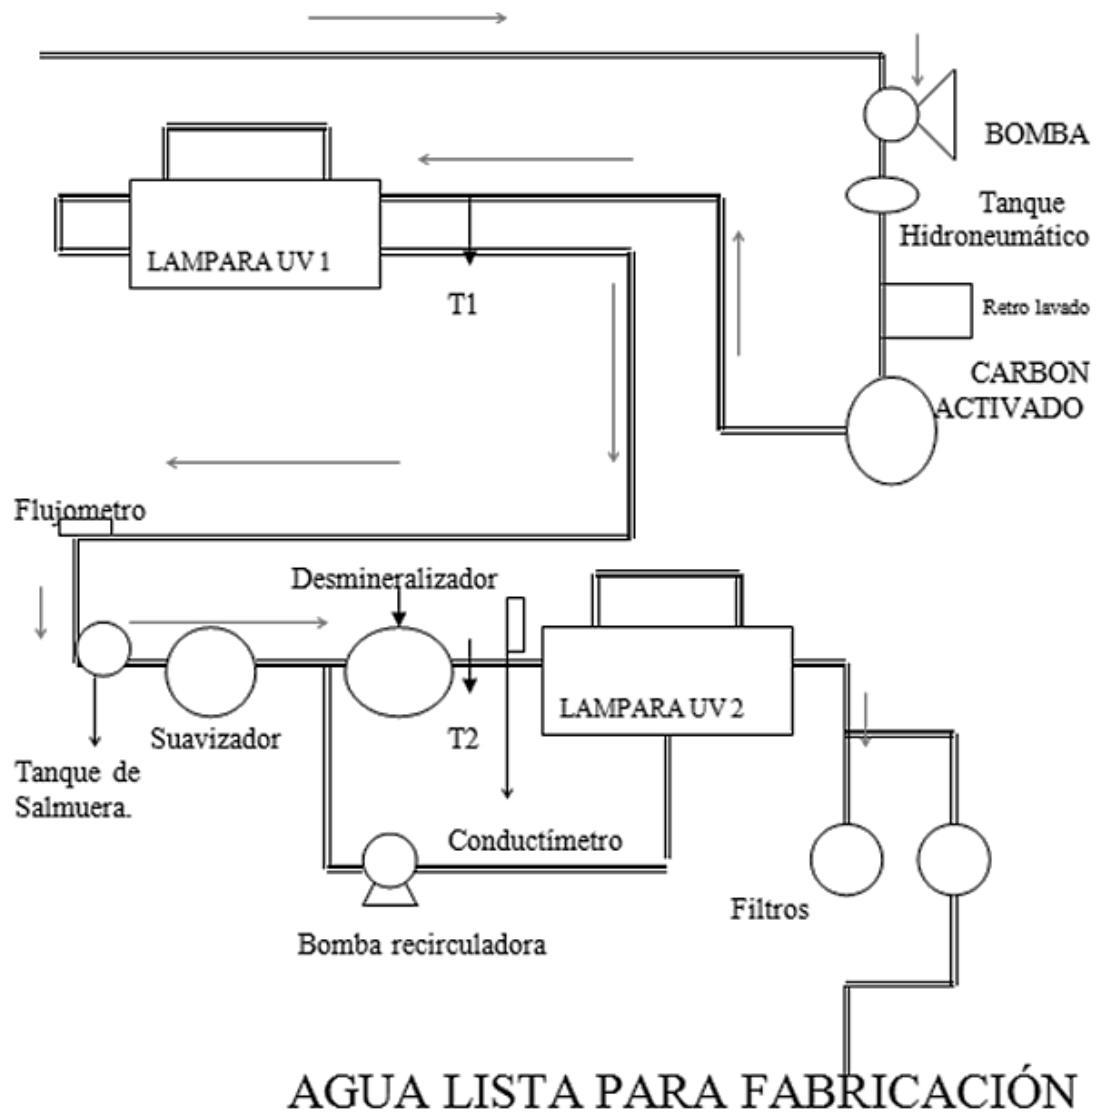 BOMBA
Tanque
Hidroneumático
LAMPARA UV 1
T1
Retro lavado
CARBON
ACTIVADO
Flujometro
Desmineralizador
LAMPARA UV 2
Suavizador
T2
Tanque de
Salmuera.
Conductímetro
Filtros
Bomba recirculadora
AGUA LISTA PARA FABRICACIÓN